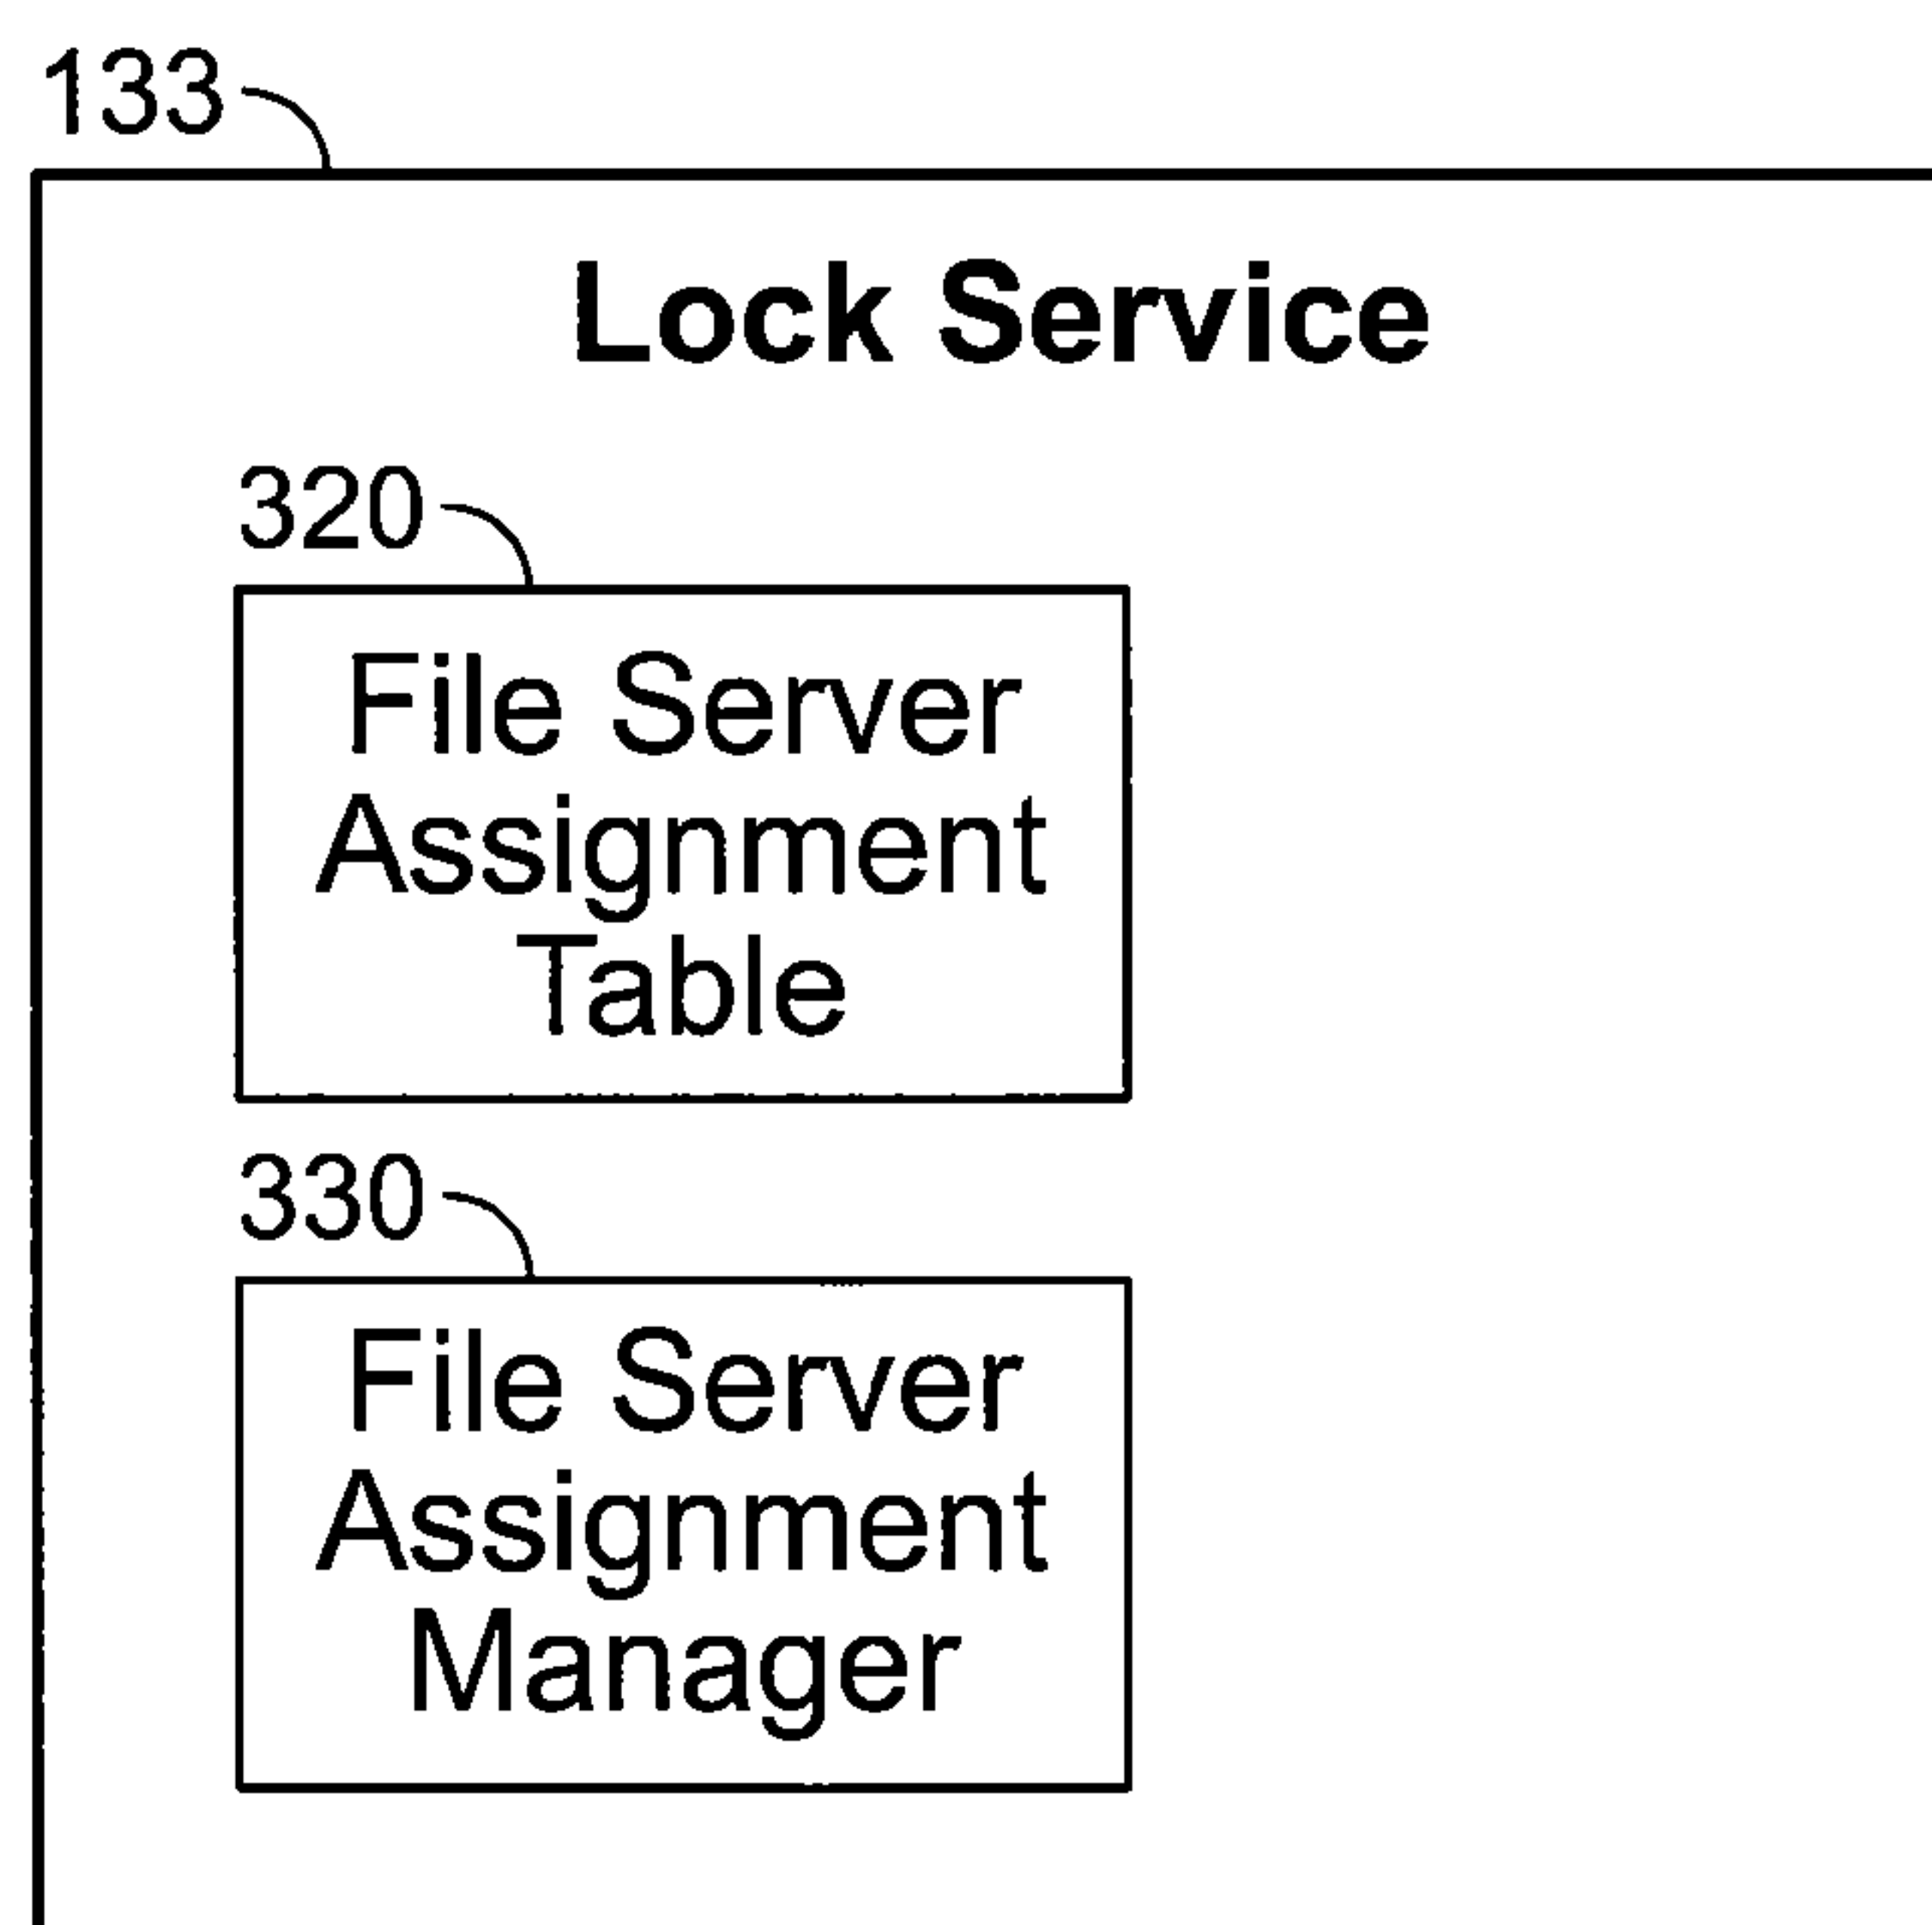 133
Lock Service
320
File Server
Assignment
Table
330
File Server
Assignment
Manager